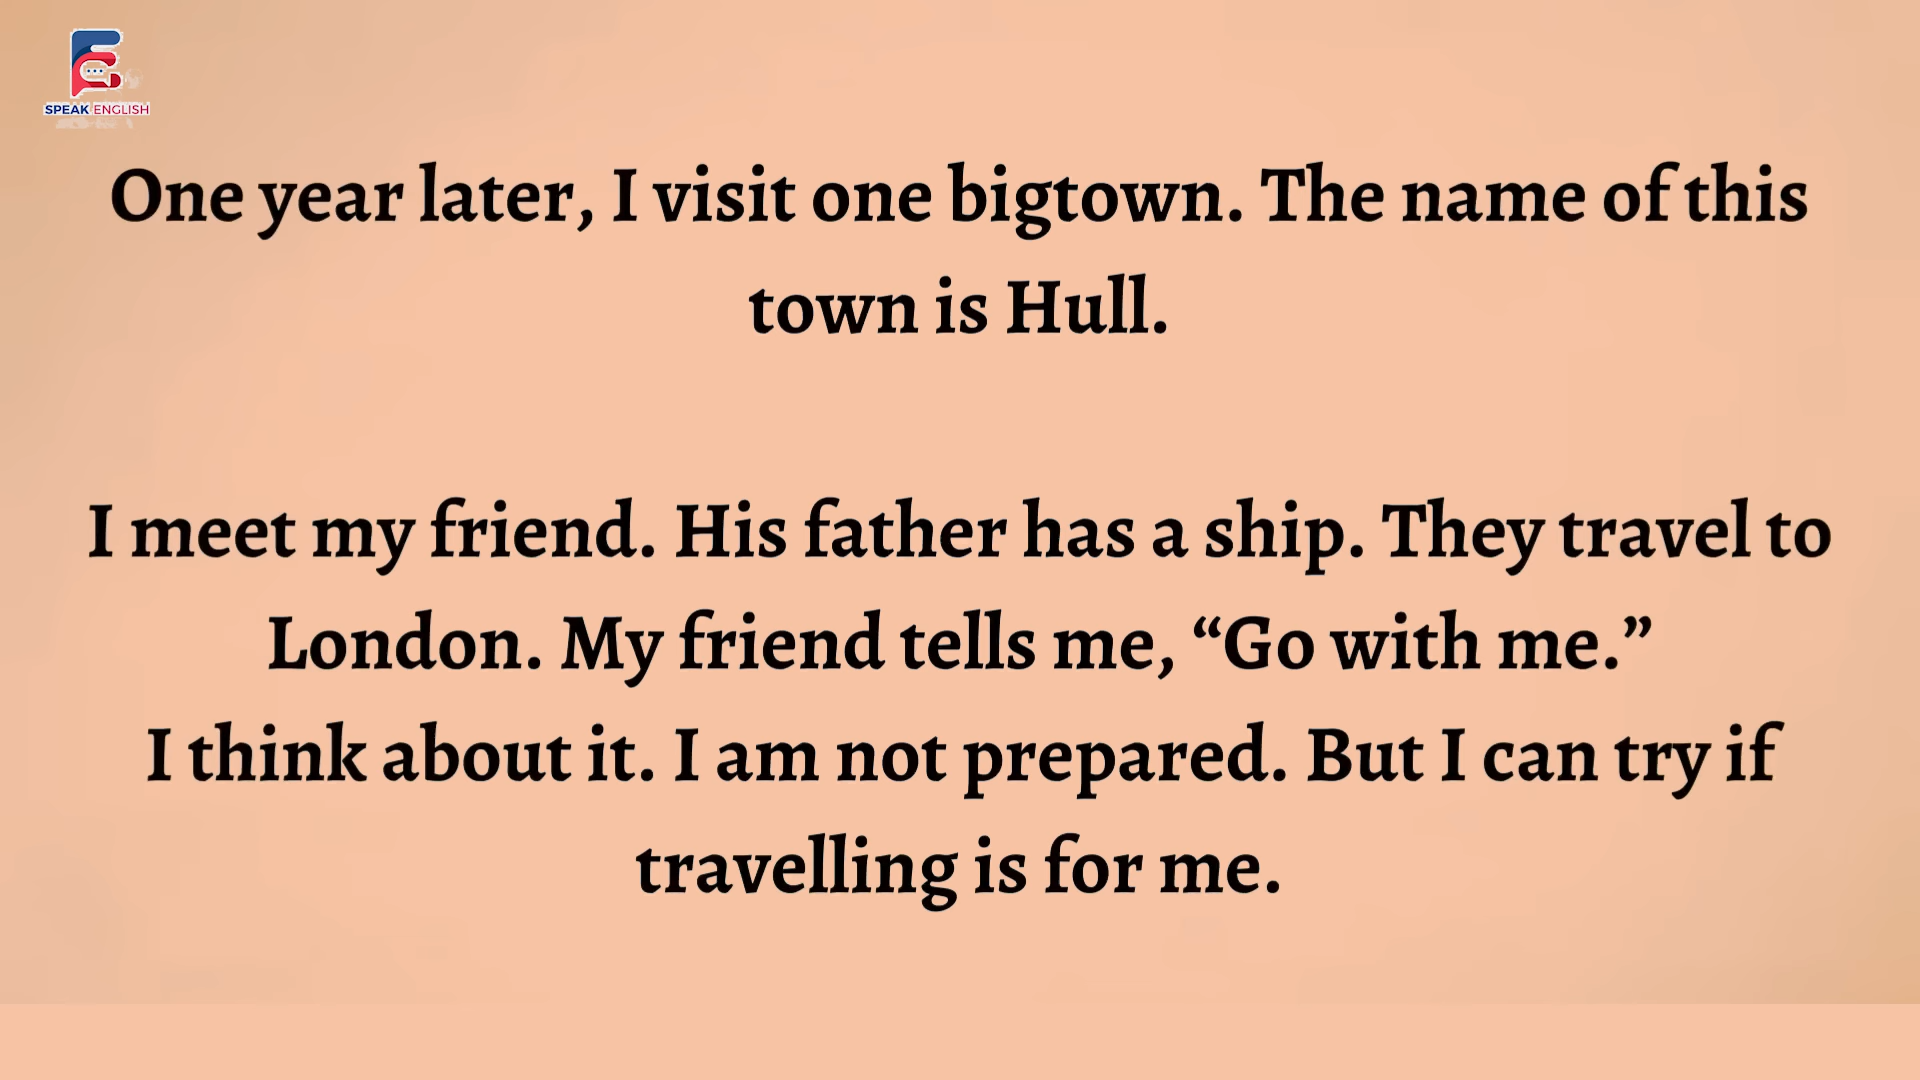 SPEAK ENGLISH
One year later, I visit one bigtown. The name of this
town is Hull.
I meet my friend. His father has a ship. They travel to
London. My friend tells me, “Go with me.”
I think about it. I am not prepared. But I can try if
travelling is for me.